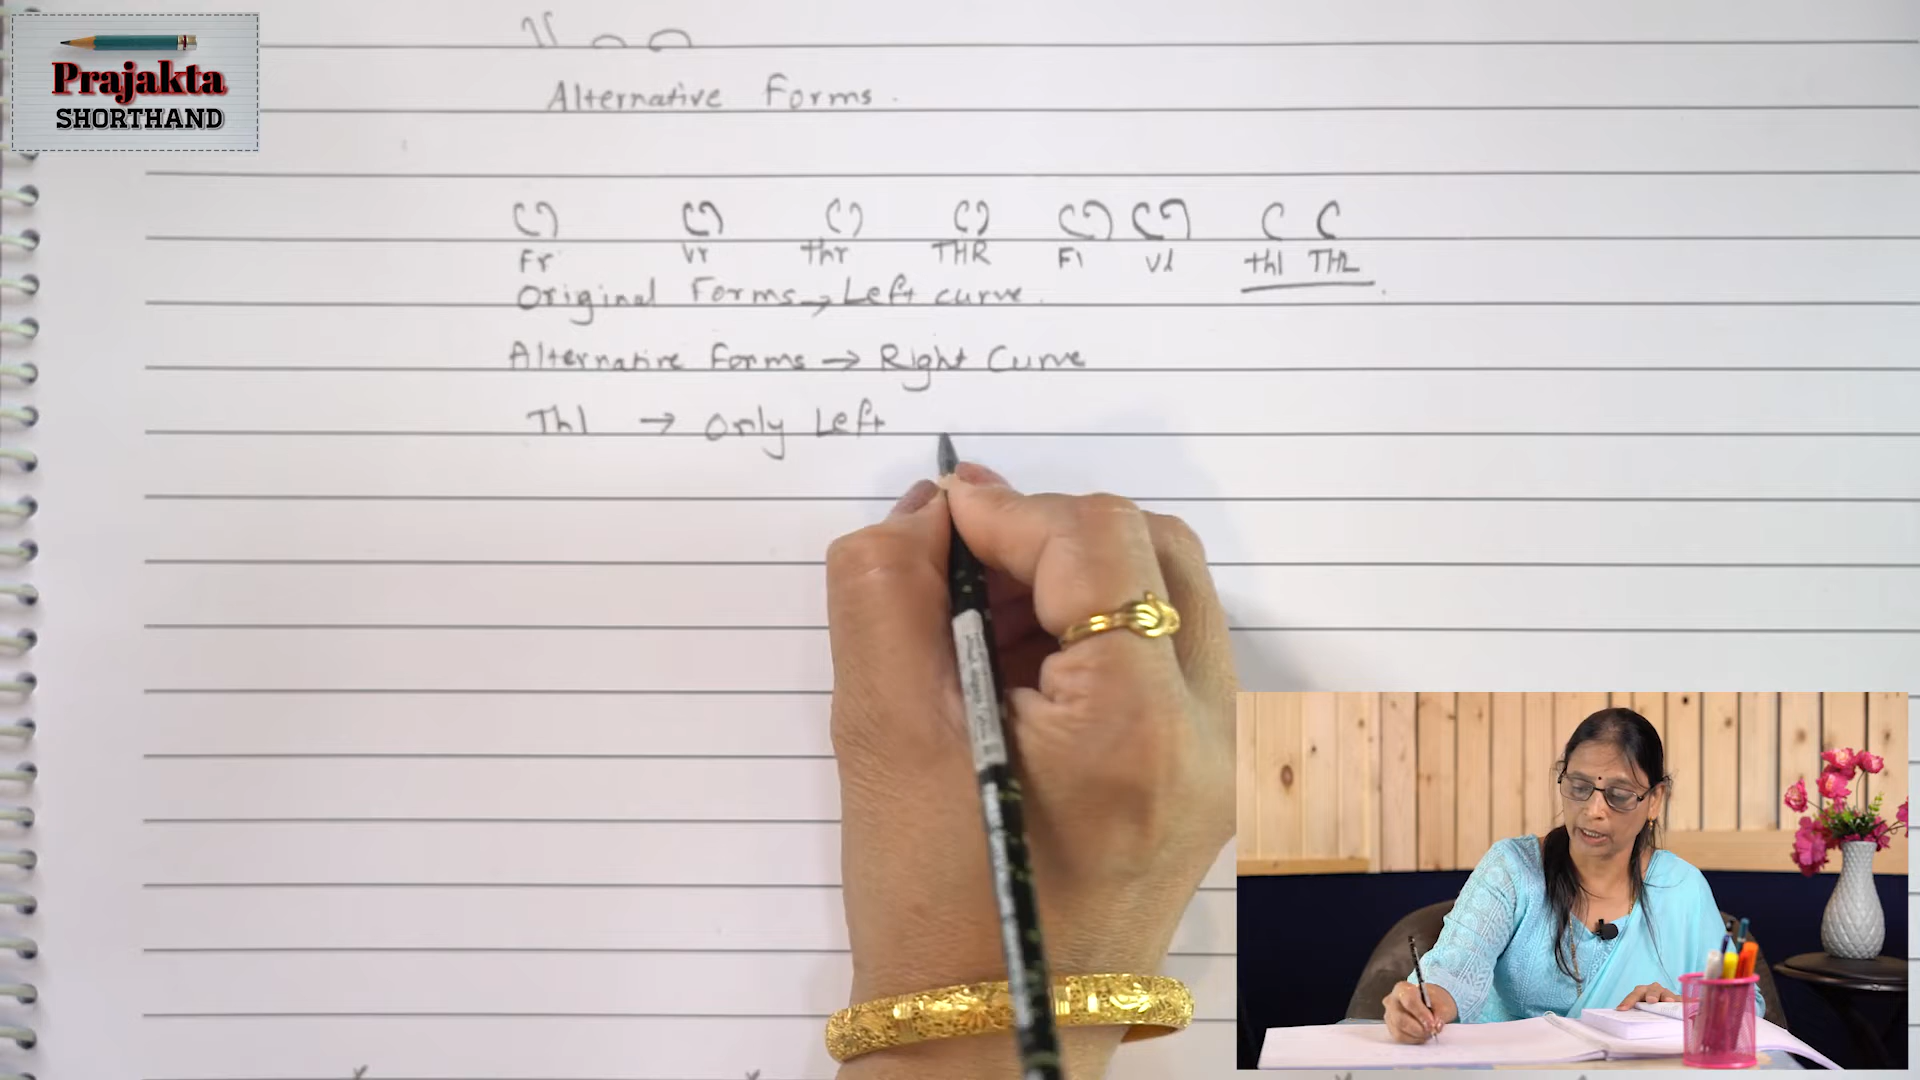 Prajakta
SHORTHAND
Alternative Forms.
Fr Vr thr THR Fl Vl thl THL
Original Forms → Left curve.
Alternative Forms → Right Curve
Thl → Only Left